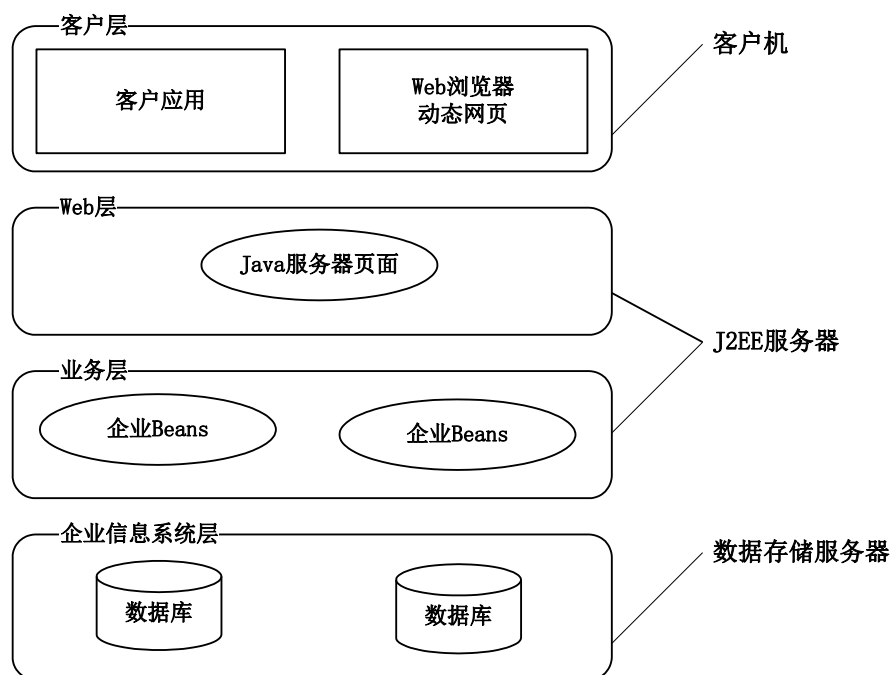 客户层
客户机
客户应用
Web浏览器
动态网页
Web层
Java服务器页面
J2EE服务器
业务层
企业Beans
企业Beans
企业信息系统层
数据存储服务器
数据库
数据库